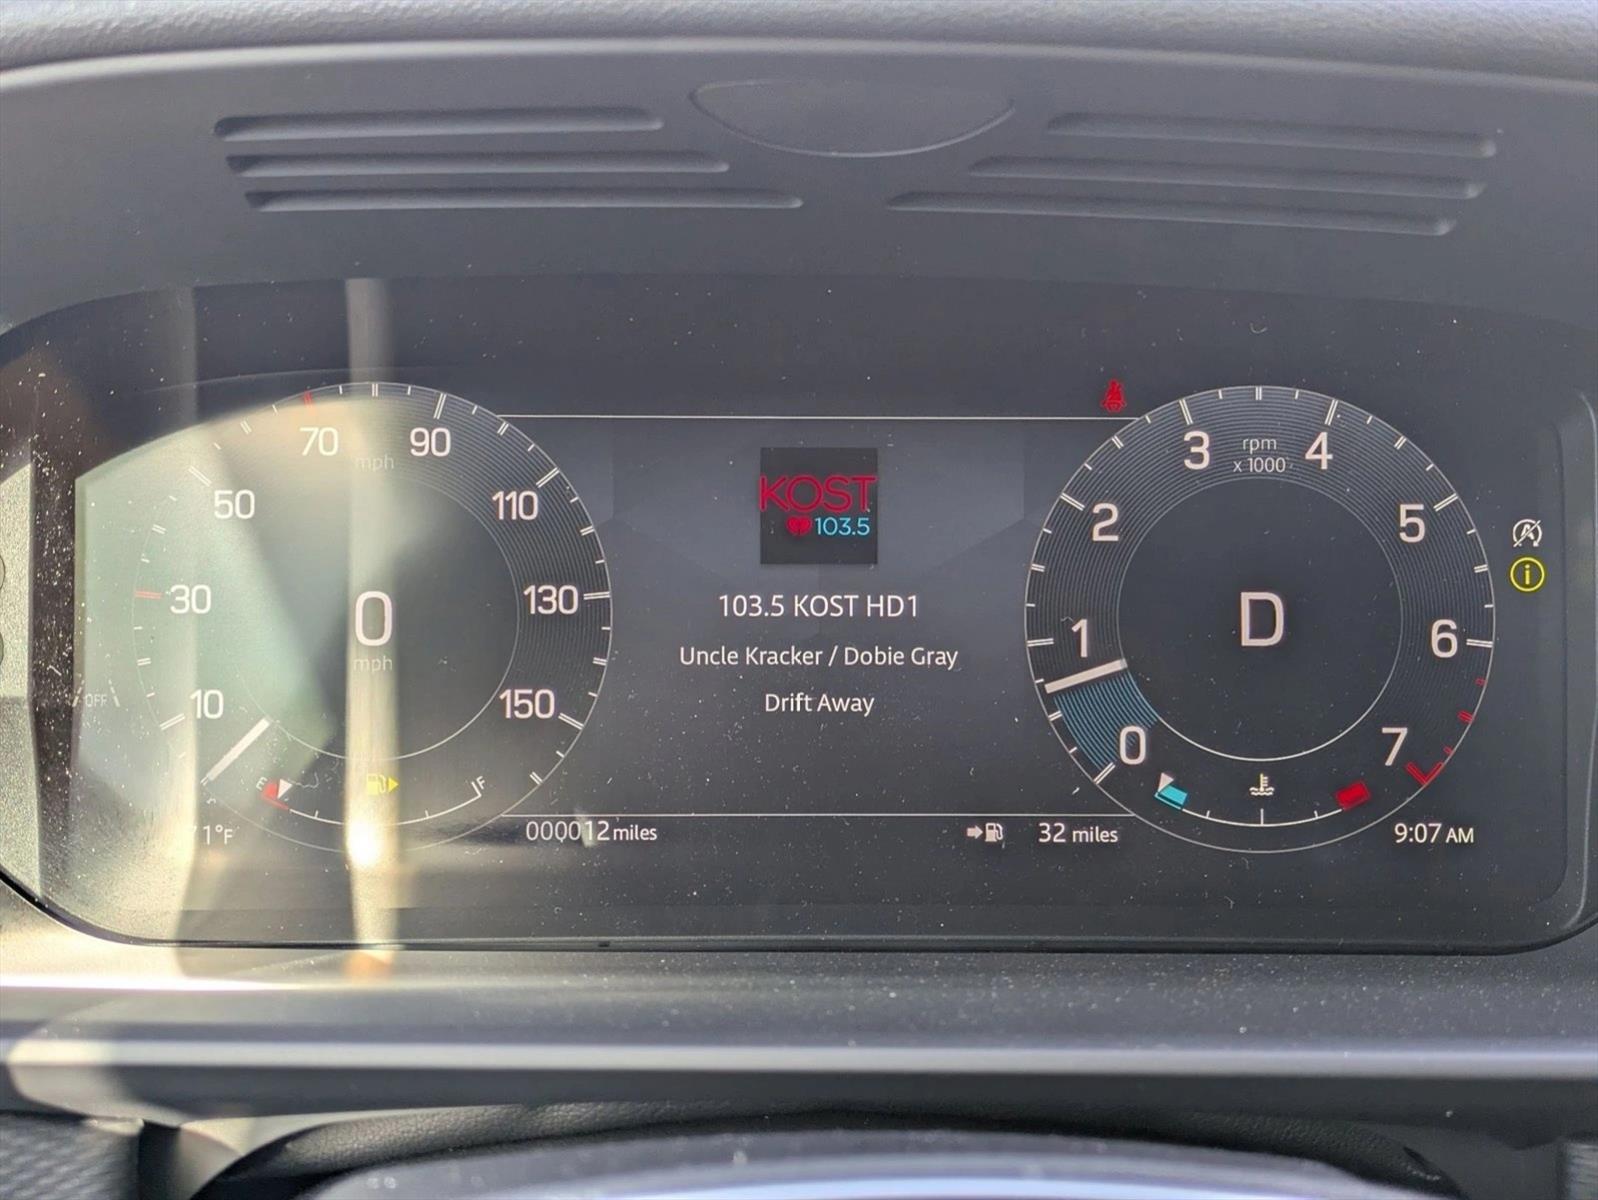 70
mph
90
50
110
30
130
0
mph
OFF
10
150
E
F
000012 miles
KOST
103.5
103.5 KOST HD1
Uncle Kracker / Dobie Gray
Drift Away
32 miles
3
rpm
x 1000
4
2
5
D
1
6
0
7
9:07 AM
A
i